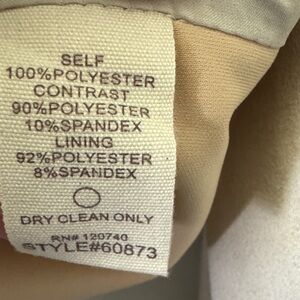 SELF
100%POLYESTER
CONTRAST
90%POLYESTER
10%SPANDEX
LINING
92%POLYESTER
8%SPANDEX
DRY CLEAN ONLY
RN# 129740
STYLE#60873